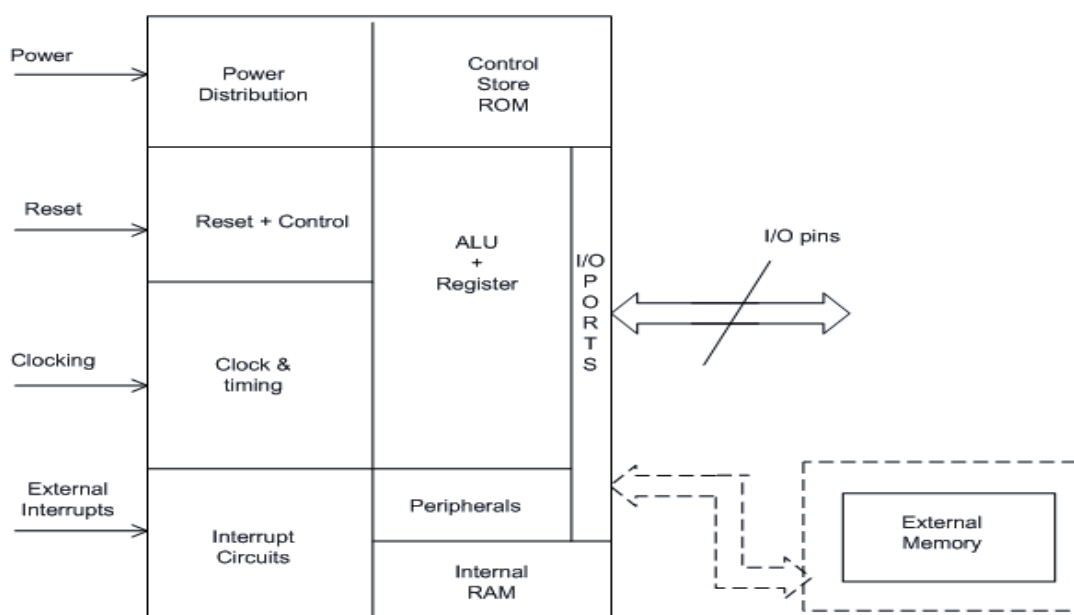 Power
Power
Distribution
Control
Store
ROM
Reset
Reset + Control
ALU
+
Register
I/O
P
O
R
T
S
I/O pins
Clocking
Clock &
timing
External
Interrupts
Interrupt
Circuits
Peripherals
Internal
RAM
External
Memory